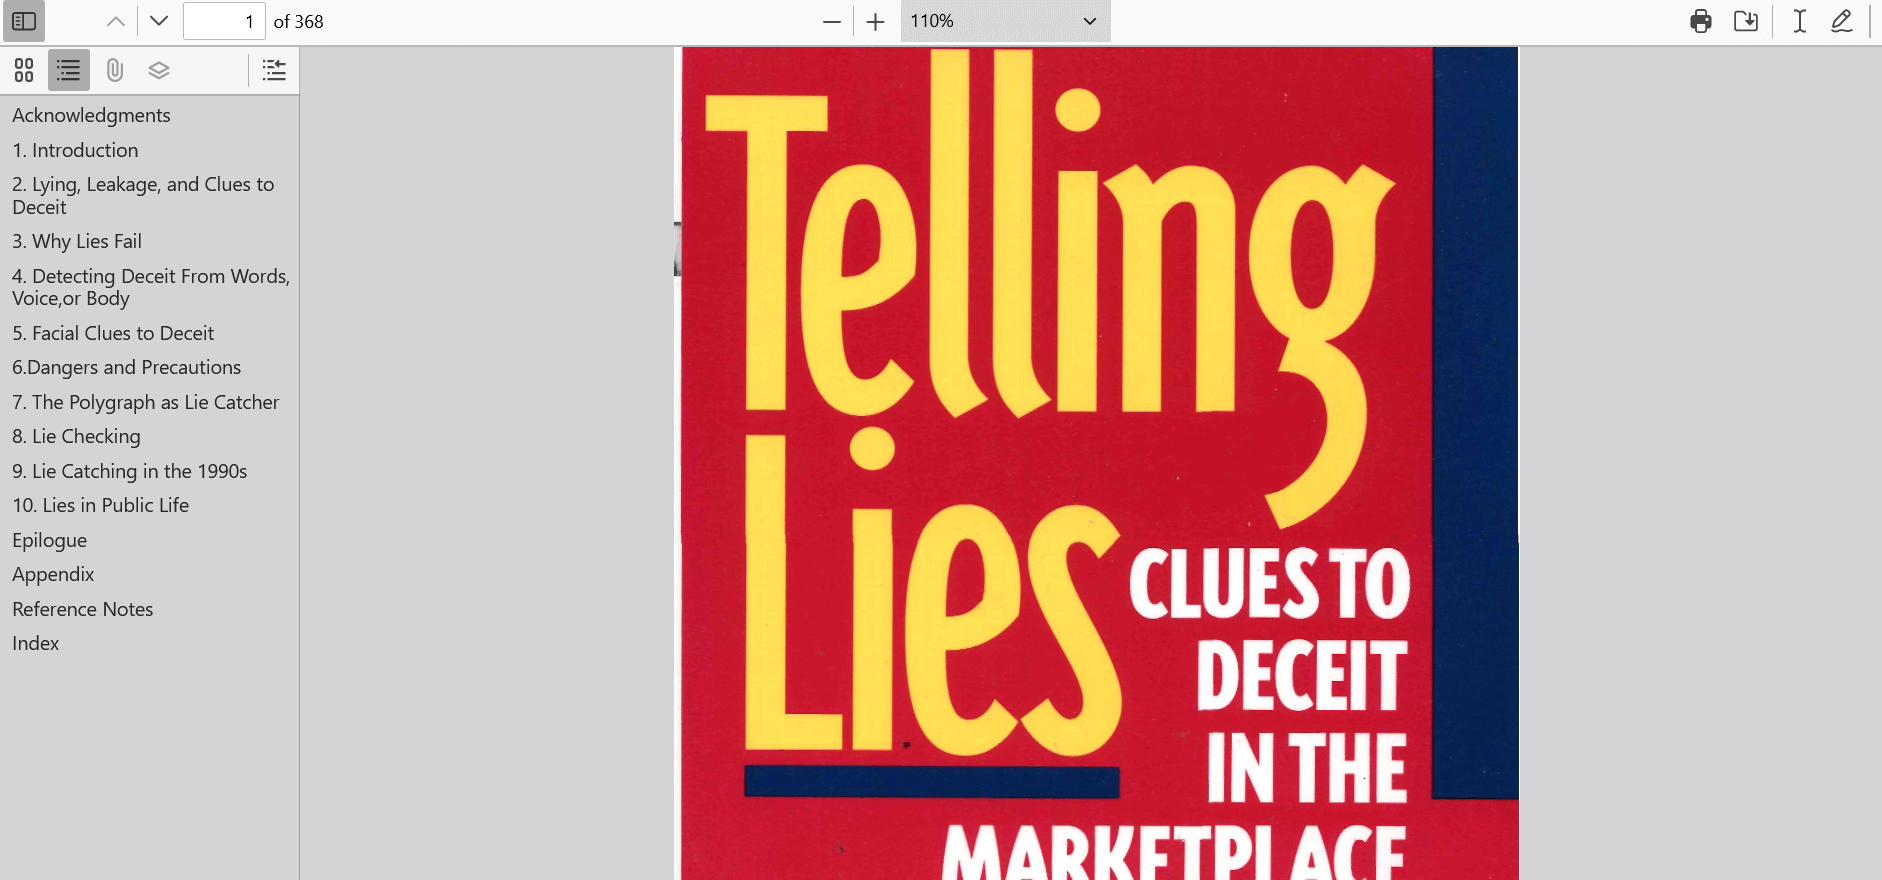 1 of 368
110%
Acknowledgments
1. Introduction
2. Lying, Leakage, and Clues to
Deceit
3. Why Lies Fail
4. Detecting Deceit From Words,
Voice,or Body
5. Facial Clues to Deceit
6.Dangers and Precautions
7. The Polygraph as Lie Catcher
8. Lie Checking
9. Lie Catching in the 1990s
10. Lies in Public Life
Epilogue
Appendix
Reference Notes
Index
Telling
Lies
CLUES TO
DECEIT
IN THE
MARKETPLACE